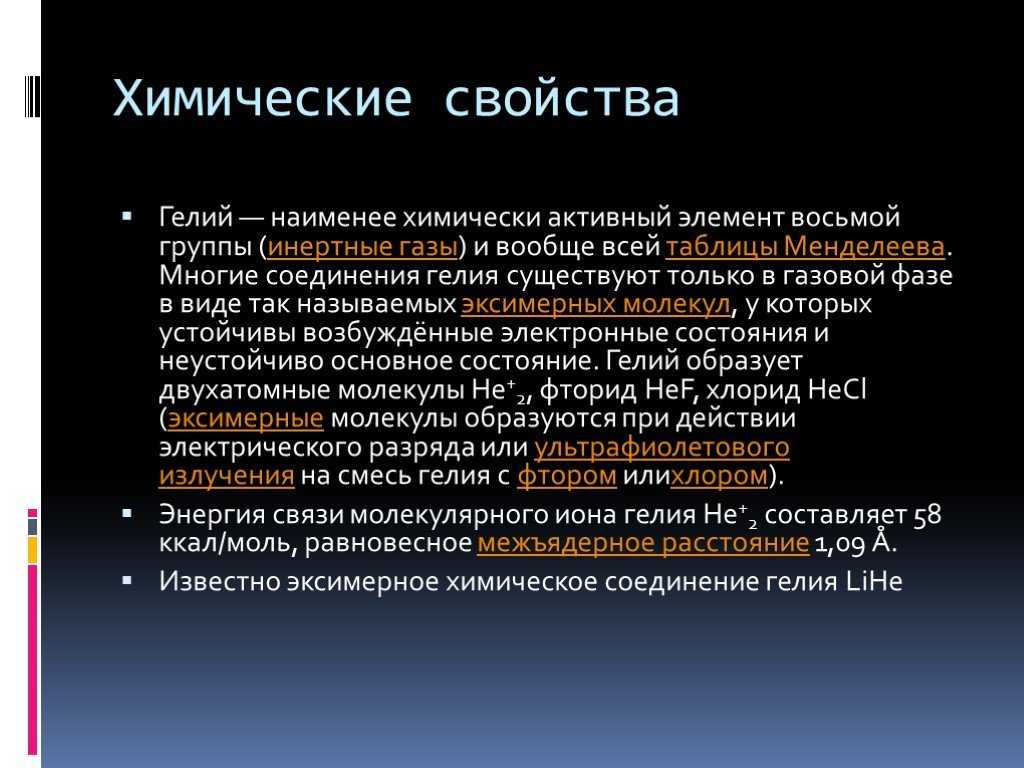 Химические свойства
▪ Гелий — наименее химически активный элемент восьмой
группы (инертные газы) и вообще всей таблицы Менделеева.
Многие соединения гелия существуют только в газовой фазе
в виде так называемых эксимерных молекул, у которых
устойчивы возбуждённые электронные состояния и
неустойчиво основное состояние. Гелий образует
двухатомные молекулы He⁺₂, фторид HeF, хлорид HeCl
(эксимерные молекулы образуются при действии
электрического разряда или ультрафиолетового
излучения на смесь гелия с фтором илихлором).
▪ Энергия связи молекулярного иона гелия He⁺₂ составляет 58
ккал/моль, равновесное межъядерное расстояние 1,09 Å.
▪ Известно эксимерное химическое соединение гелия LiHe